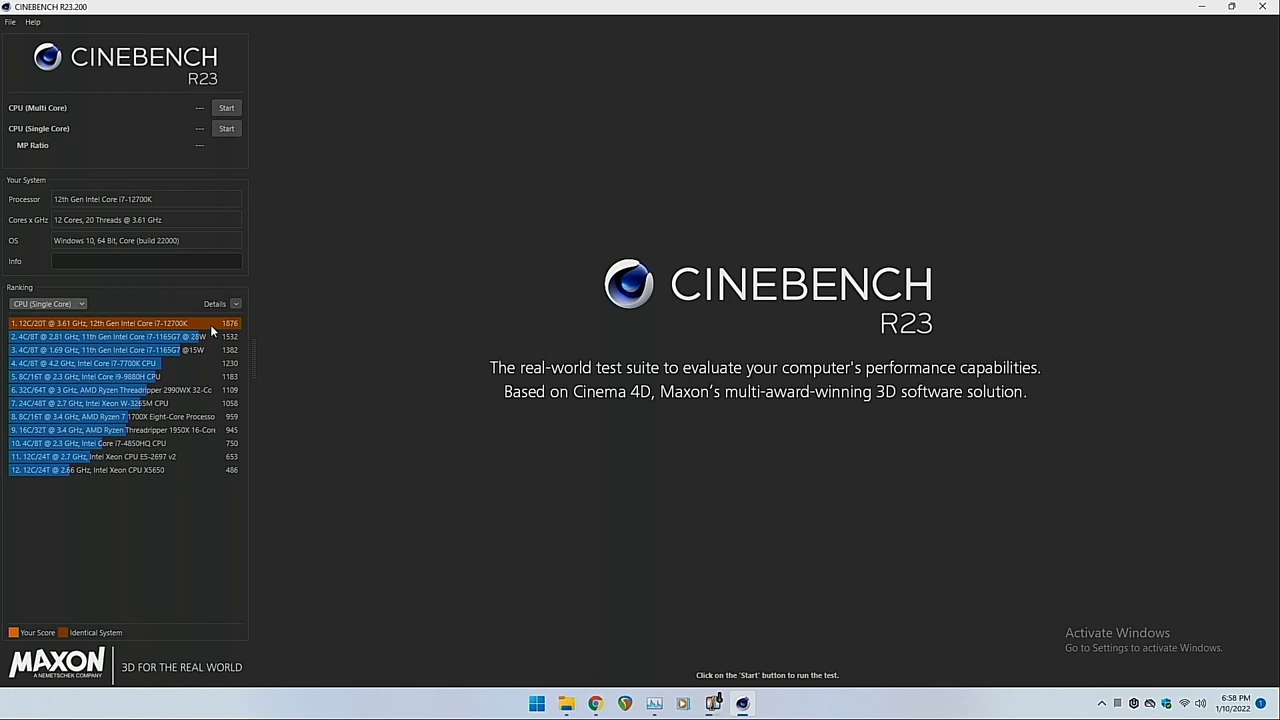 CINEBENCH R23.200
File Help
CINEBENCH
R23
CPU (Multi Core) --- Start
CPU (Single Core) --- Start
MP Ratio ---
Your System
Processor 12th Gen Intel Core i7-12700K
Cores x GHz 12 Cores, 20 Threads @ 3.61 GHz
OS Windows 10, 64 Bit, Core (build 22000)
Info
Ranking
CPU (Single Core) Details
1. 12C/20T @ 3.61 GHz, 12th Gen Intel Core i7-12700K 1876
2. 4C/8T @ 2.81 GHz, 11th Gen Intel Core i7-1165G7 @ 28W 1532
3. 4C/8T @ 1.69 GHz, 11th Gen Intel Core i7-1165G7 @15W 1382
4. 4C/8T @ 4.2 GHz, Intel Core i7-7700K CPU 1230
5. 8C/16T @ 2.3 GHz, Intel Core i9-9880H CPU 1183
6. 32C/64T @ 3 GHz, AMD Ryzen Threadripper 2990WX 32-Co 1109
7. 24C/48T @ 2.7 GHz, Intel Xeon W-3265M CPU 1058
8. 8C/16T @ 3.4 GHz, AMD Ryzen 7 1700X Eight-Core Processo 959
9. 16C/32T @ 3.4 GHz, AMD Ryzen Threadripper 1950X 16-Core 945
10. 4C/8T @ 2.3 GHz, Intel Core i7-4850HQ CPU 750
11. 12C/24T @ 2.7 GHz, Intel Xeon CPU E5-2697 v2 653
12. 12C/24T @ 2.66 GHz, Intel Xeon CPU X5650 486
CINEBENCH
R23
The real-world test suite to evaluate your computer's performance capabilities.
Based on Cinema 4D, Maxon's multi-award-winning 3D software solution.
Your Score Identical System
MAXON
A NEMETSCHEK COMPANY
3D FOR THE REAL WORLD
Activate Windows
Go to Settings to activate Windows.
Click on the 'Start' button to run the test.
6:58 PM
1/10/2022
1